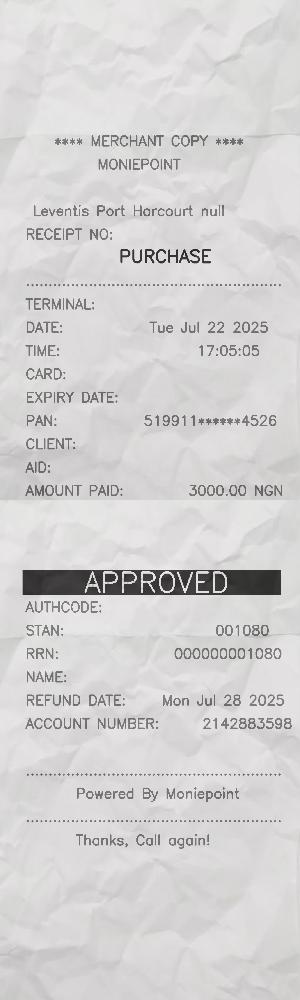 **** MERCHANT COPY ****
MONIEPOINT
Leventis Port Harcourt null
RECEIPT NO:
PURCHASE
TERMINAL:
DATE: Tue Jul 22 2025
TIME: 17:05:05
CARD:
EXPIRY DATE:
PAN: 519911******4526
CLIENT:
AID:
AMOUNT PAID: 3000.00 NGN
APPROVED
AUTHCODE:
STAN: 001080
RRN: 000000001080
NAME:
REFUND DATE: Mon Jul 28 2025
ACCOUNT NUMBER: 2142883598
Powered By Moniepoint
Thanks, Call again!